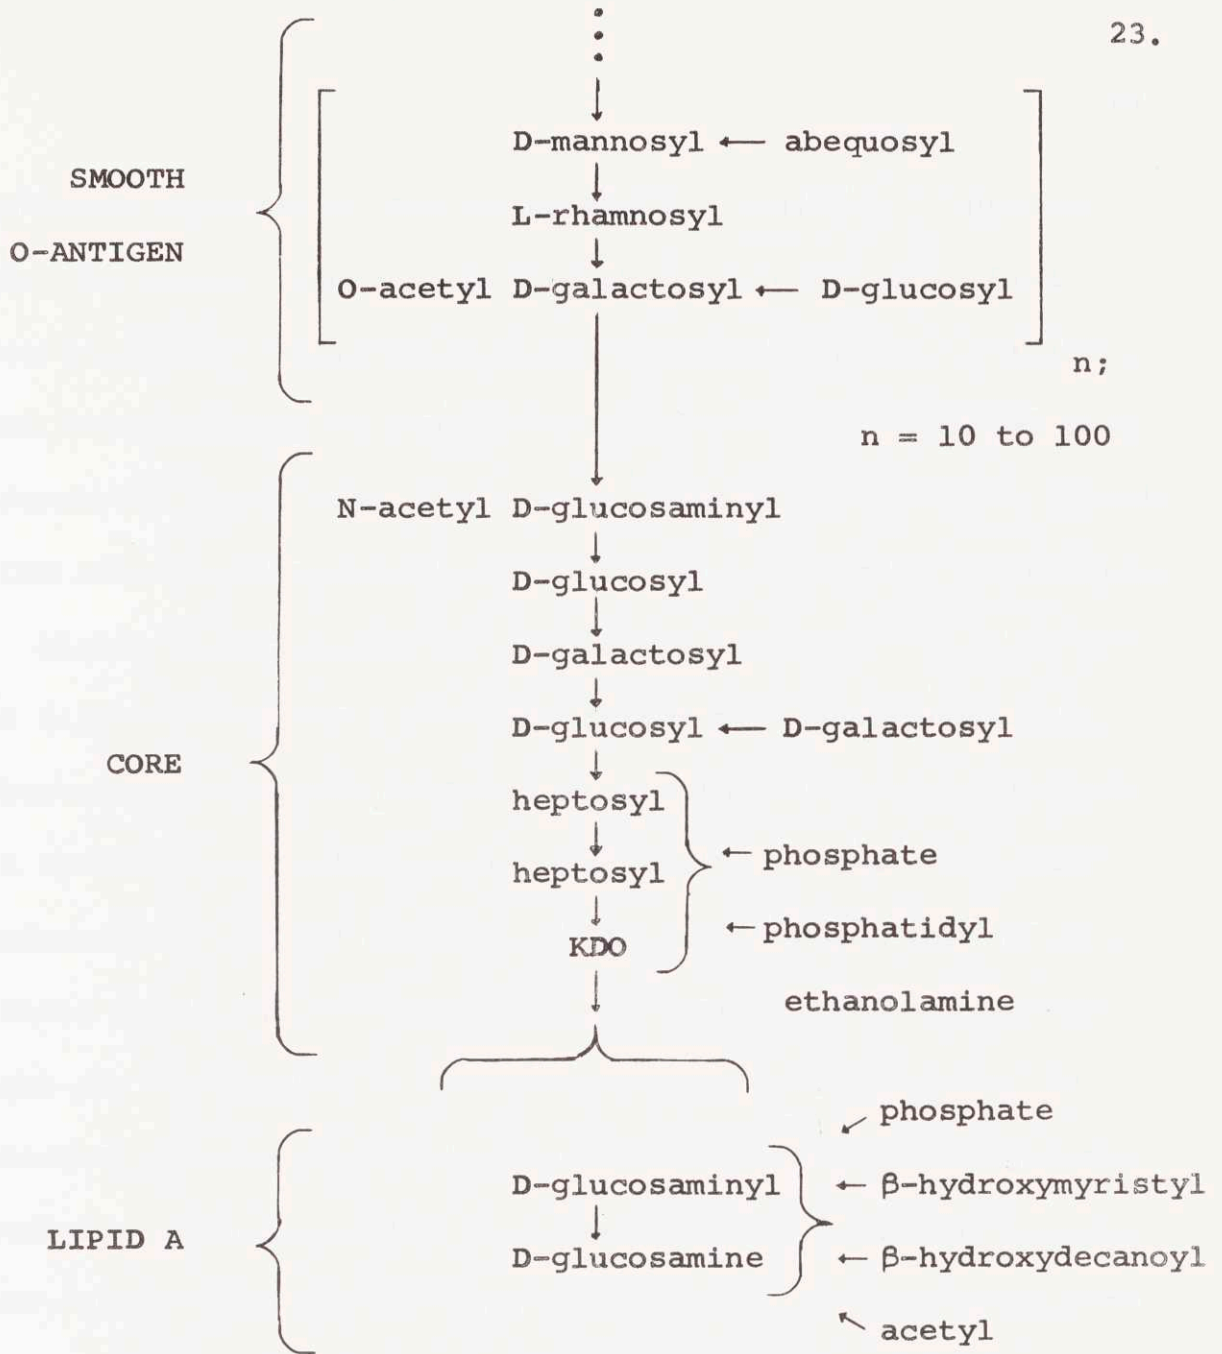 23.
D-mannosyl ← abequosyl
SMOOTH
L-rhamnosyl
O-ANTIGEN
O-acetyl D-galactosyl ← D-glucosyl
n;
n = 10 to 100
N-acetyl D-glucosaminyl
D-glucosyl
D-galactosyl
D-glucosyl ← D-galactosyl
CORE
heptosyl
← phosphate
heptosyl
← phosphatidyl
KDO
ethanolamine
phosphate
D-glucosaminyl ← β-hydroxymyristyl
LIPID A
D-glucosamine ← β-hydroxydecanoyl
acetyl